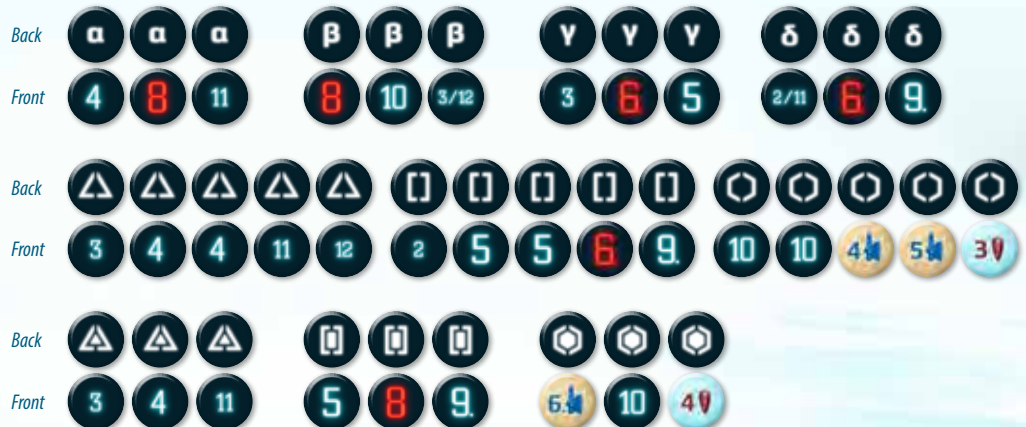 Back α α α β β β γ γ γ δ δ δ
Front 4 8 11 8 10 3/12 3 6. 5 2/11 6. 9.
Back
Front 3 4 4 11 12 2 5 5 6. 9. 10 10 4 5 3
Back
Front 3 4 11 5 8 9. 6. 10 4